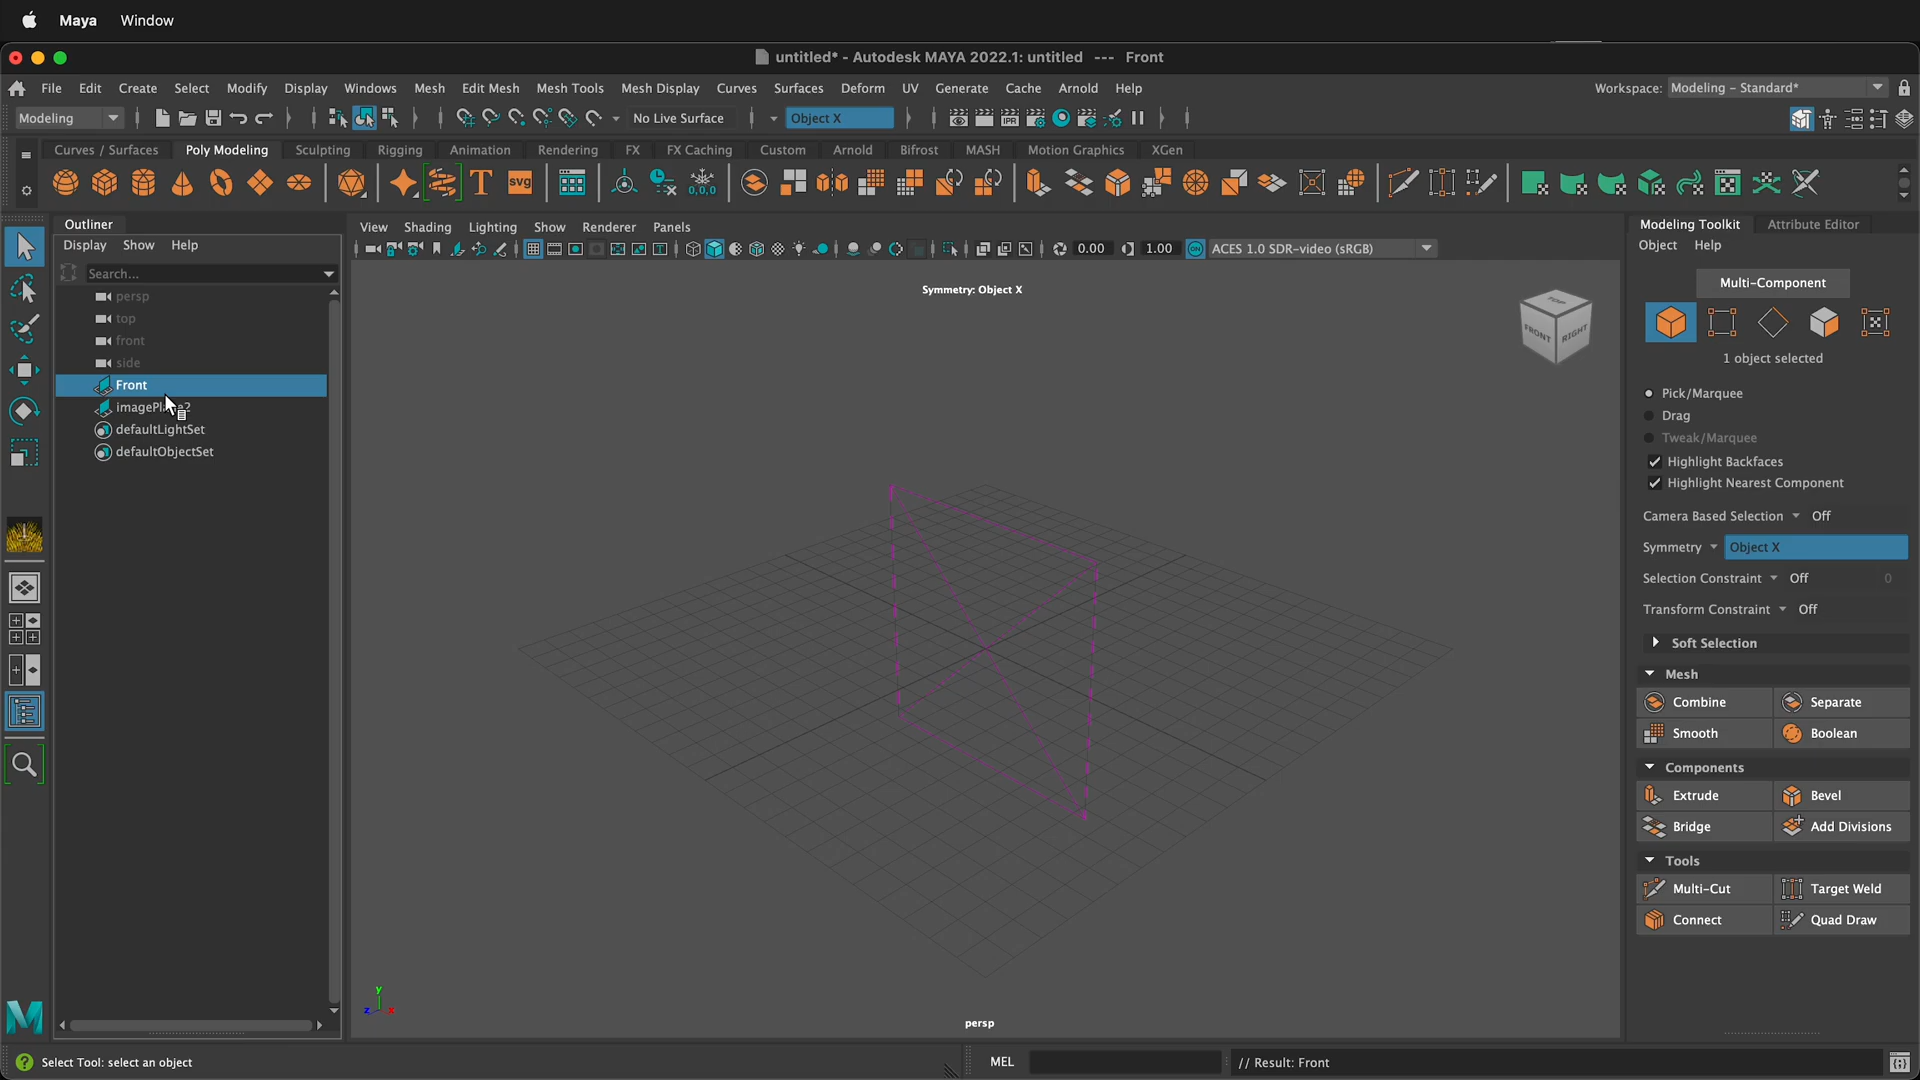 Maya Window
untitled* - Autodesk MAYA 2022.1: untitled --- Front
File Edit Create Select Modify Display Windows Mesh Edit Mesh Mesh Tools Mesh Display Curves Surfaces Deform UV Generate Cache Arnold Help Workspace: Modeling - Standard*
Modeling No Live Surface Object X
Curves / Surfaces Poly Modeling Sculpting Rigging Animation Rendering FX FX Caching Custom Arnold Bifrost MASH Motion Graphics XGen
Outliner
Display Show Help
Search...
persp
top
front
side
Front
defaultLightSet
defaultObjectSet
View Shading Lighting Show Renderer Panels
0.00 1.00 ON ACES 1.0 SDR-video (sRGB)
Symmetry: Object X
TOP
FRONT RIGHT
y
z x
persp
Modeling Toolkit Attribute Editor
Object Help
Multi-Component
1 object selected
Pick/Marquee
Drag
Tweak/Marquee
Highlight Backfaces
Highlight Nearest Component
Camera Based Selection Off
Symmetry Object X
Selection Constraint Off 0
Transform Constraint Off
Soft Selection
Mesh
Combine Separate
Smooth Boolean
Components
Extrude Bevel
Bridge Add Divisions
Tools
Multi-Cut Target Weld
Connect Quad Draw
Select Tool: select an object MEL // Result: Front